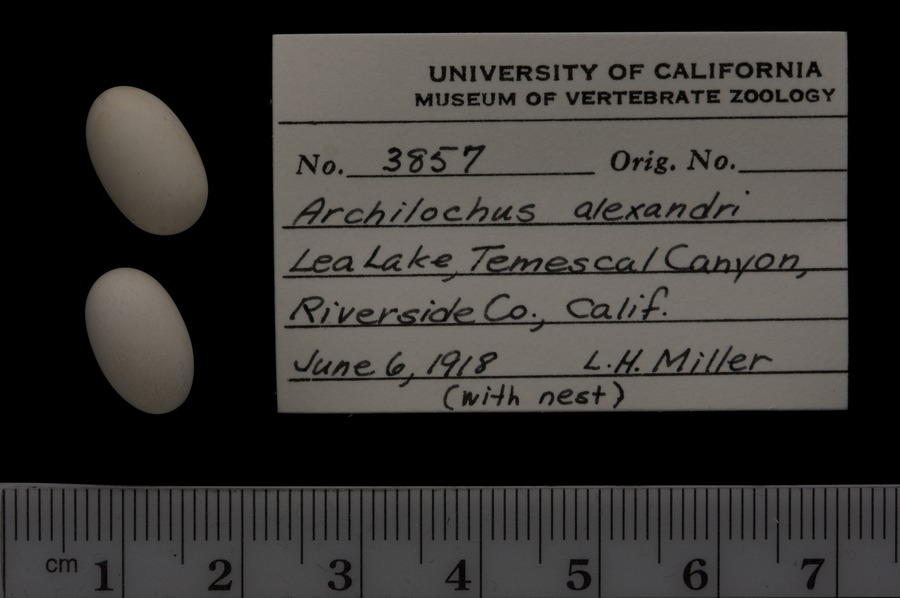 UNIVERSITY OF CALIFORNIA
MUSEUM OF VERTEBRATE ZOOLOGY
No. 3857 Orig. No.
Archilochus alexandri
Lea Lake, Temescal Canyon,
Riverside Co., Calif.
June 6, 1918 L.H. Miller
(with nest)
cm 1 2 3 4 5 6 7